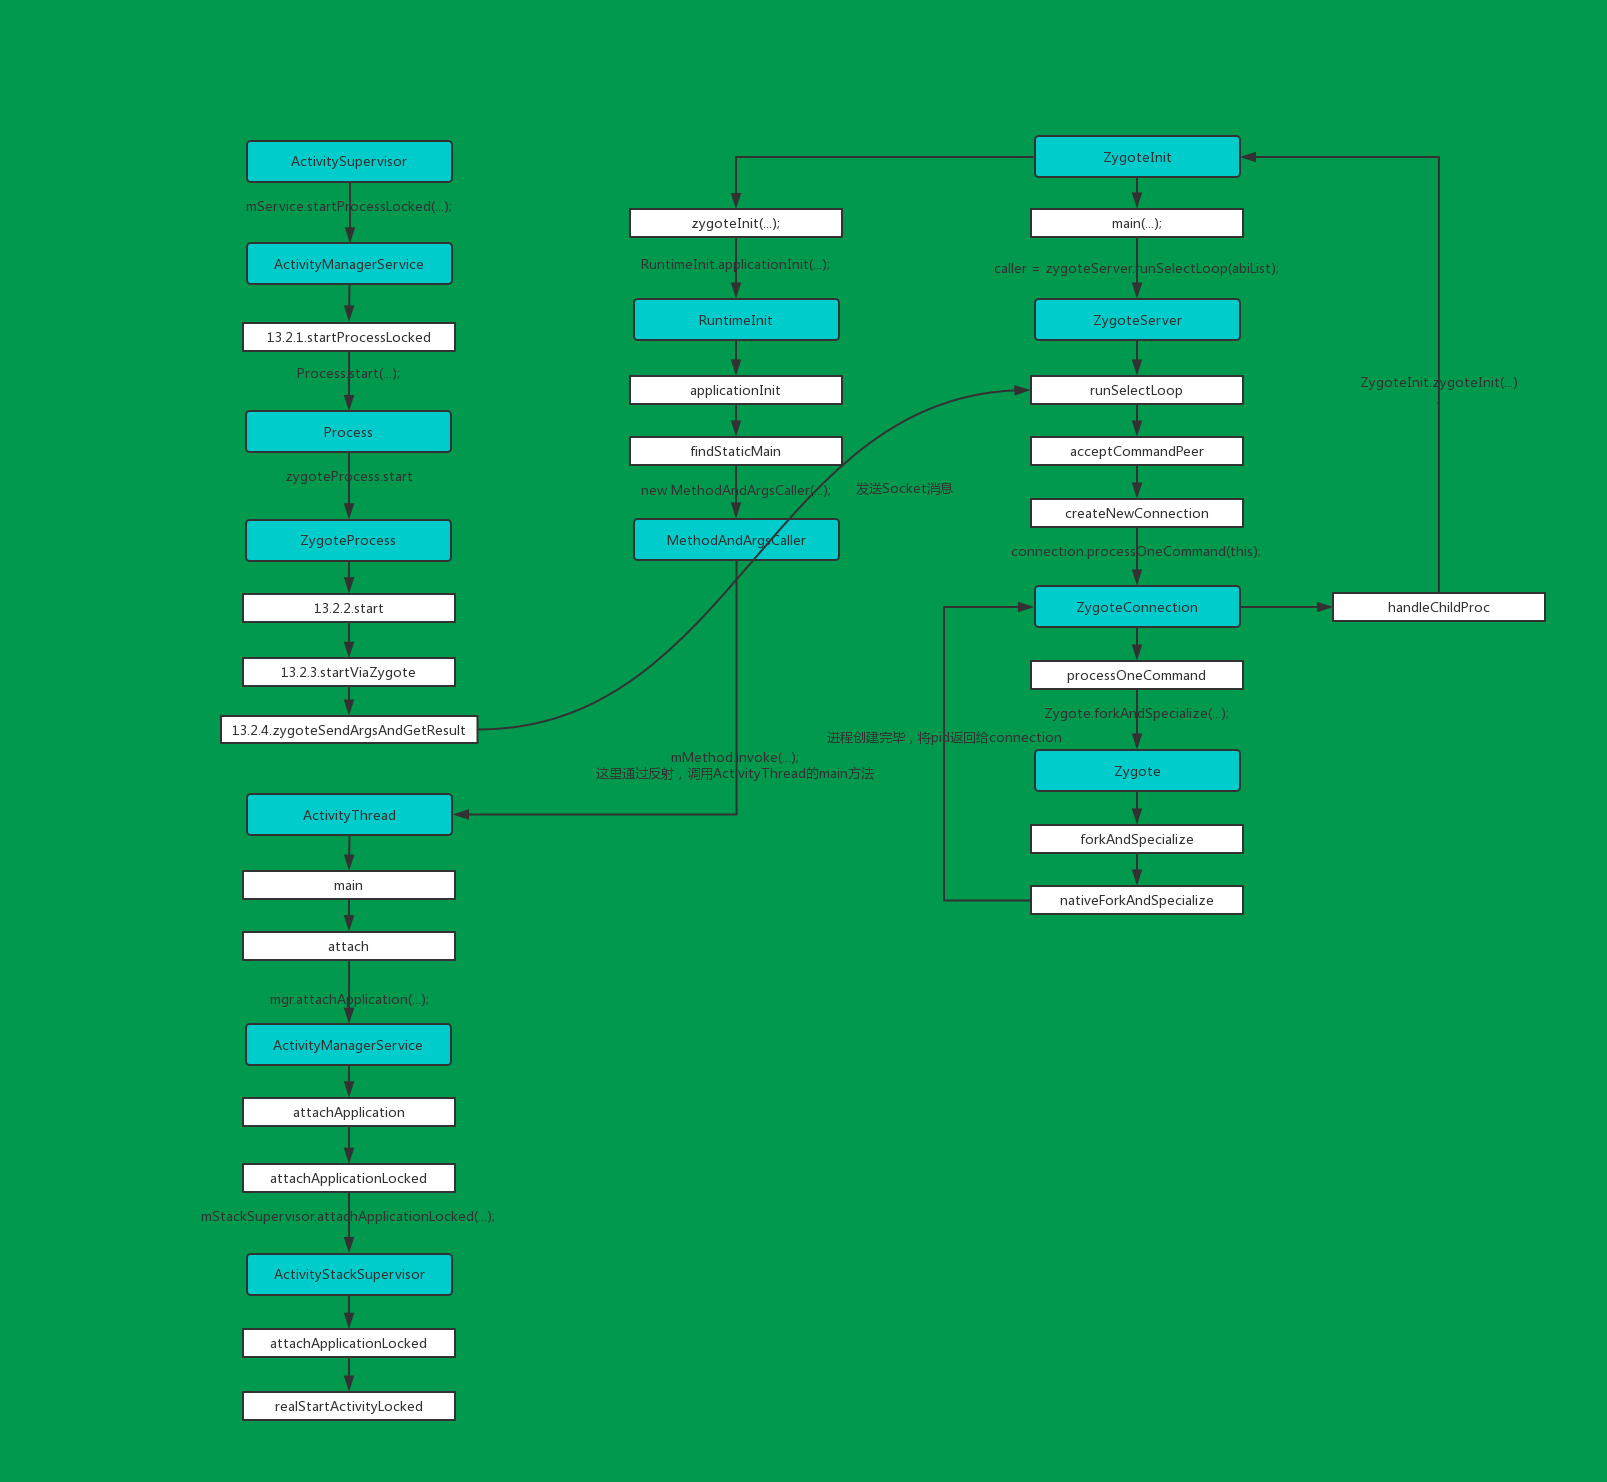 ActivitySupervisor
mService.startProcessLocked(...);
ActivityManagerService
13.2.1.startProcessLocked
Process.start(...);
Process
zygoteProcess.start
ZygoteProcess
13.2.2.start
13.2.3.startViaZygote
13.2.4.zygoteSendArgsAndGetResult
ActivityThread
main
attach
mgr.attachApplication(...);
ActivityManagerService
attachApplication
attachApplicationLocked
mStackSupervisor.attachApplicationLocked(...);
ActivityStackSupervisor
attachApplicationLocked
realStartActivityLocked
zygoteInit(...);
RuntimeInit.applicationInit(...);
RuntimeInit
applicationInit
findStaticMain
new MethodAndArgsCaller(...);
MethodAndArgsCaller
mMethod.invoke(...);
这里通过反射，调用ActivityThread的main方法
发送Socket消息
ZygoteInit
main(...);
caller = zygoteServer.runSelectLoop(abiList);
ZygoteServer
runSelectLoop
acceptCommandPeer
createNewConnection
connection.processOneCommand(this);
ZygoteConnection
processOneCommand
Zygote.forkAndSpecialize(...);
进程创建完毕，将pid返回给connection
Zygote
forkAndSpecialize
nativeForkAndSpecialize
ZygoteInit.zygoteInit(...)
handleChildProc